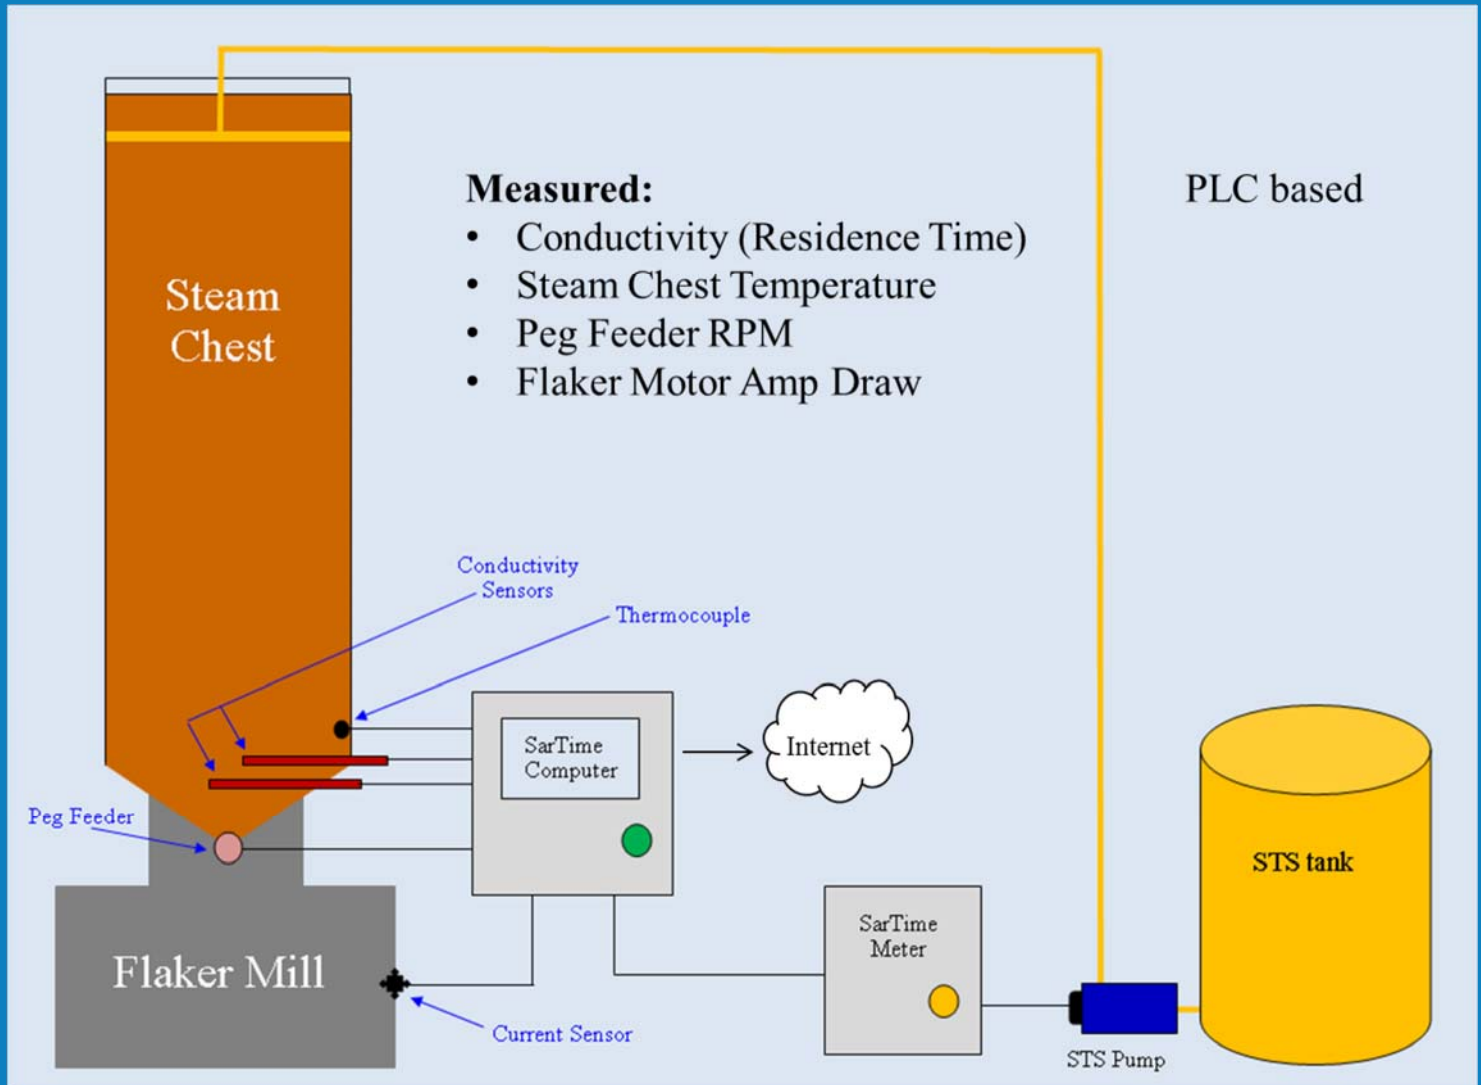 Measured:
• Conductivity (Residence Time)
• Steam Chest Temperature
• Peg Feeder RPM
• Flaker Motor Amp Draw
PLC based
Steam
Chest
Conductivity
Sensors
Thermocouple
SarTime
Computer
Internet
Peg Feeder
STS tank
SarTime
Meter
Flaker Mill
Current Sensor
STS Pump